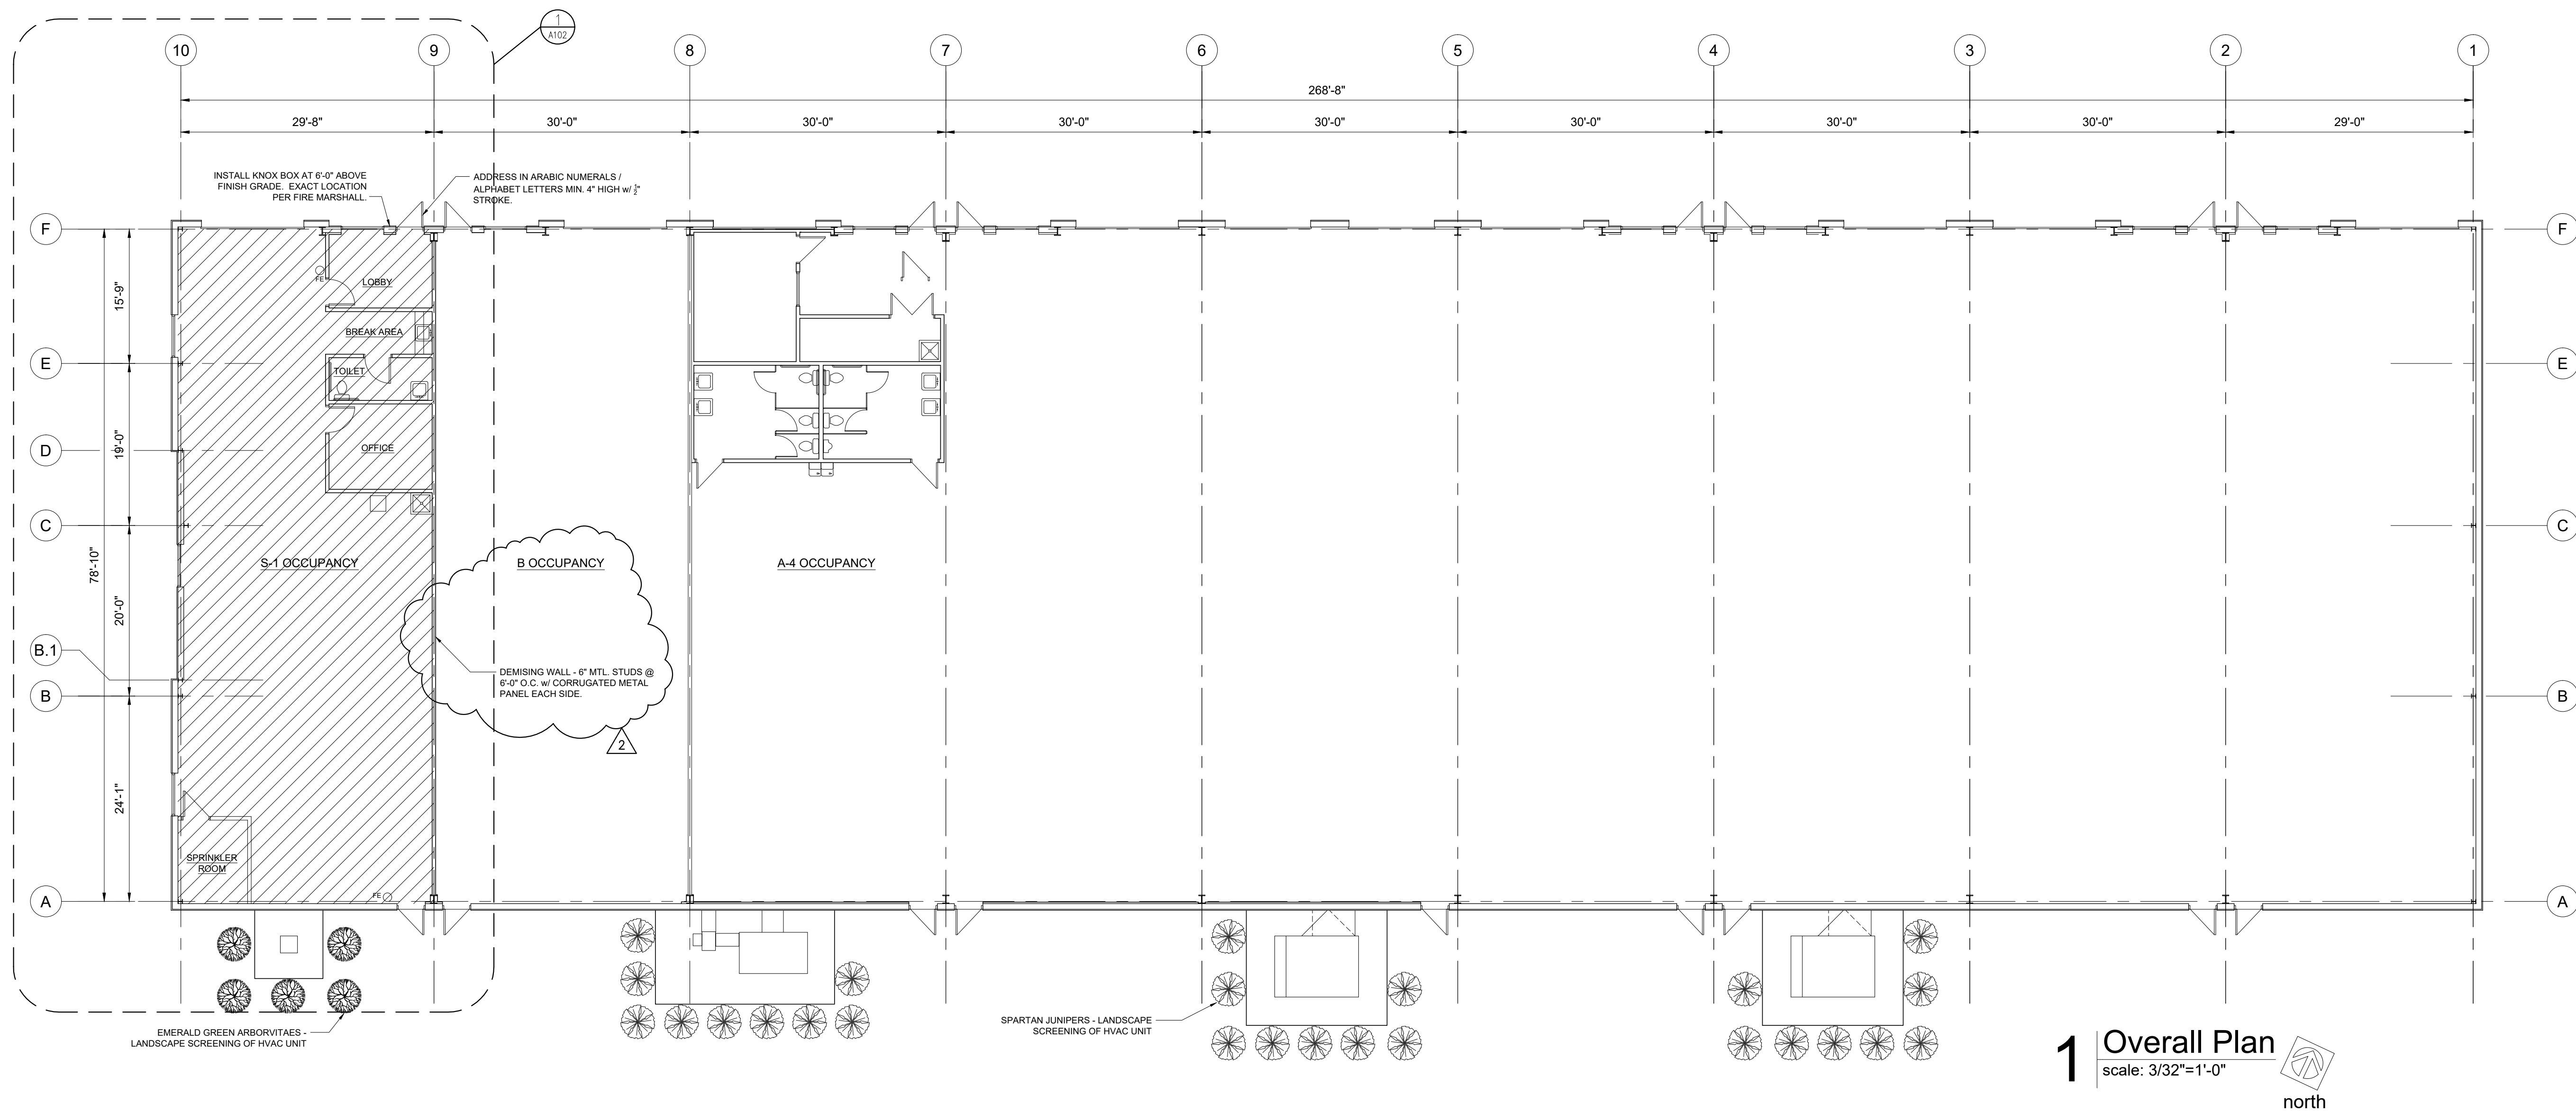 1
A102
10
9
8
7
6
5
4
3
2
1
268'-8"
29'-8"
30'-0"
30'-0"
30'-0"
30'-0"
30'-0"
30'-0"
30'-0"
29'-0"
INSTALL KNOX BOX AT 6'-0" ABOVE
FINISH GRADE.  EXACT LOCATION
PER FIRE MARSHALL.
ADDRESS IN ARABIC NUMERALS /
ALPHABET LETTERS MIN. 4" HIGH w/ 1/2"
STROKE.
F
F
FE
LOBBY
15'-9"
BREAK AREA
E
E
TOILET
19'-0"
D
OFFICE
C
C
78'-10"
S-1 OCCUPANCY
B OCCUPANCY
A-4 OCCUPANCY
20'-0"
B.1
DEMISING WALL - 6" MTL. STUDS @
6'-0" O.C. w/ CORRUGATED METAL
PANEL EACH SIDE.
B
B
2
24'-1"
SPRINKLER
ROOM
FE
A
A
EMERALD GREEN ARBORVITAES -
LANDSCAPE SCREENING OF HVAC UNIT
SPARTAN JUNIPERS - LANDSCAPE
SCREENING OF HVAC UNIT
1
Overall Plan
scale: 3/32"=1'-0"
north